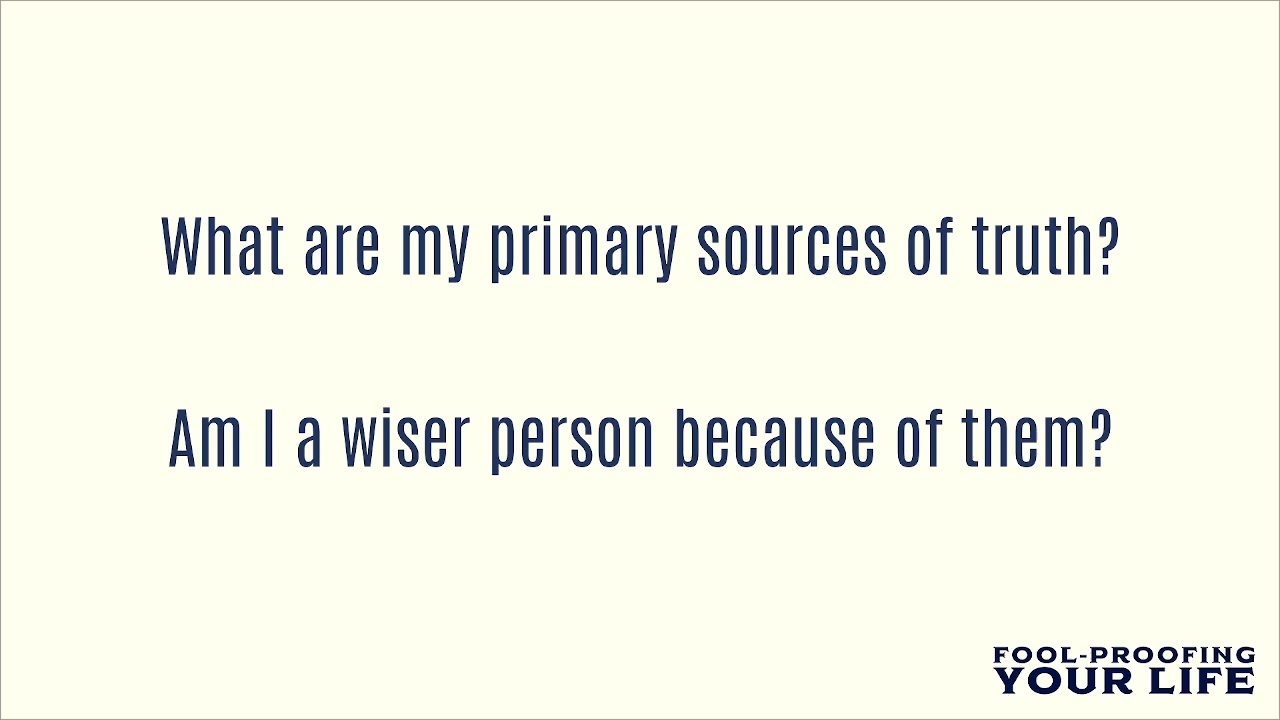 What are my primary sources of truth?
Am I a wiser person because of them?
FOOL-PROOFING
YOUR LIFE